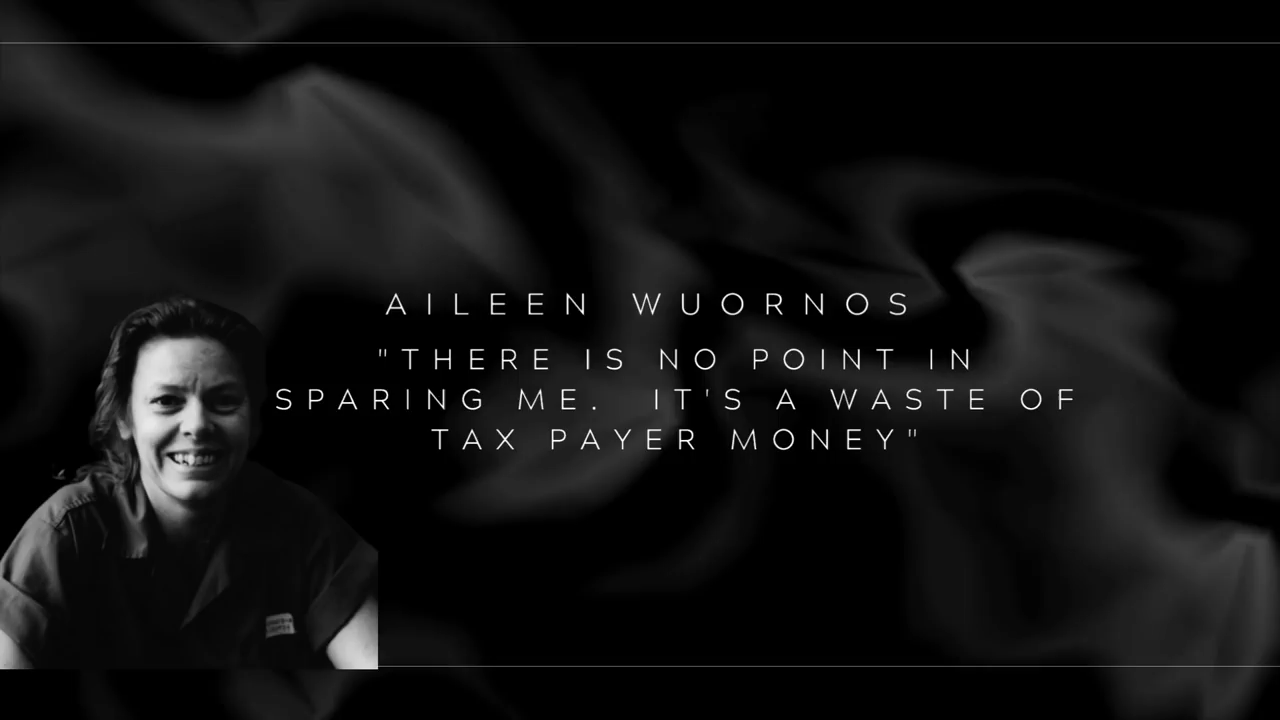 AILEEN WUORNOS
"THERE IS NO POINT IN
SPARING ME. IT'S A WASTE OF
TAX PAYER MONEY"